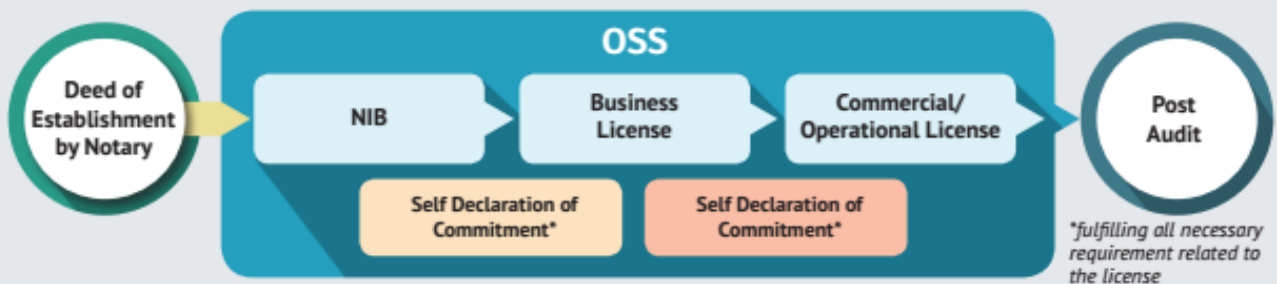 OSS
Deed of
Establishment
by Notary
NIB
Business
License
Commercial/
Operational License
Post
Audit
Self Declaration of
Commitment*
Self Declaration of
Commitment*
*fulfilling all necessary
requirement related to
the license